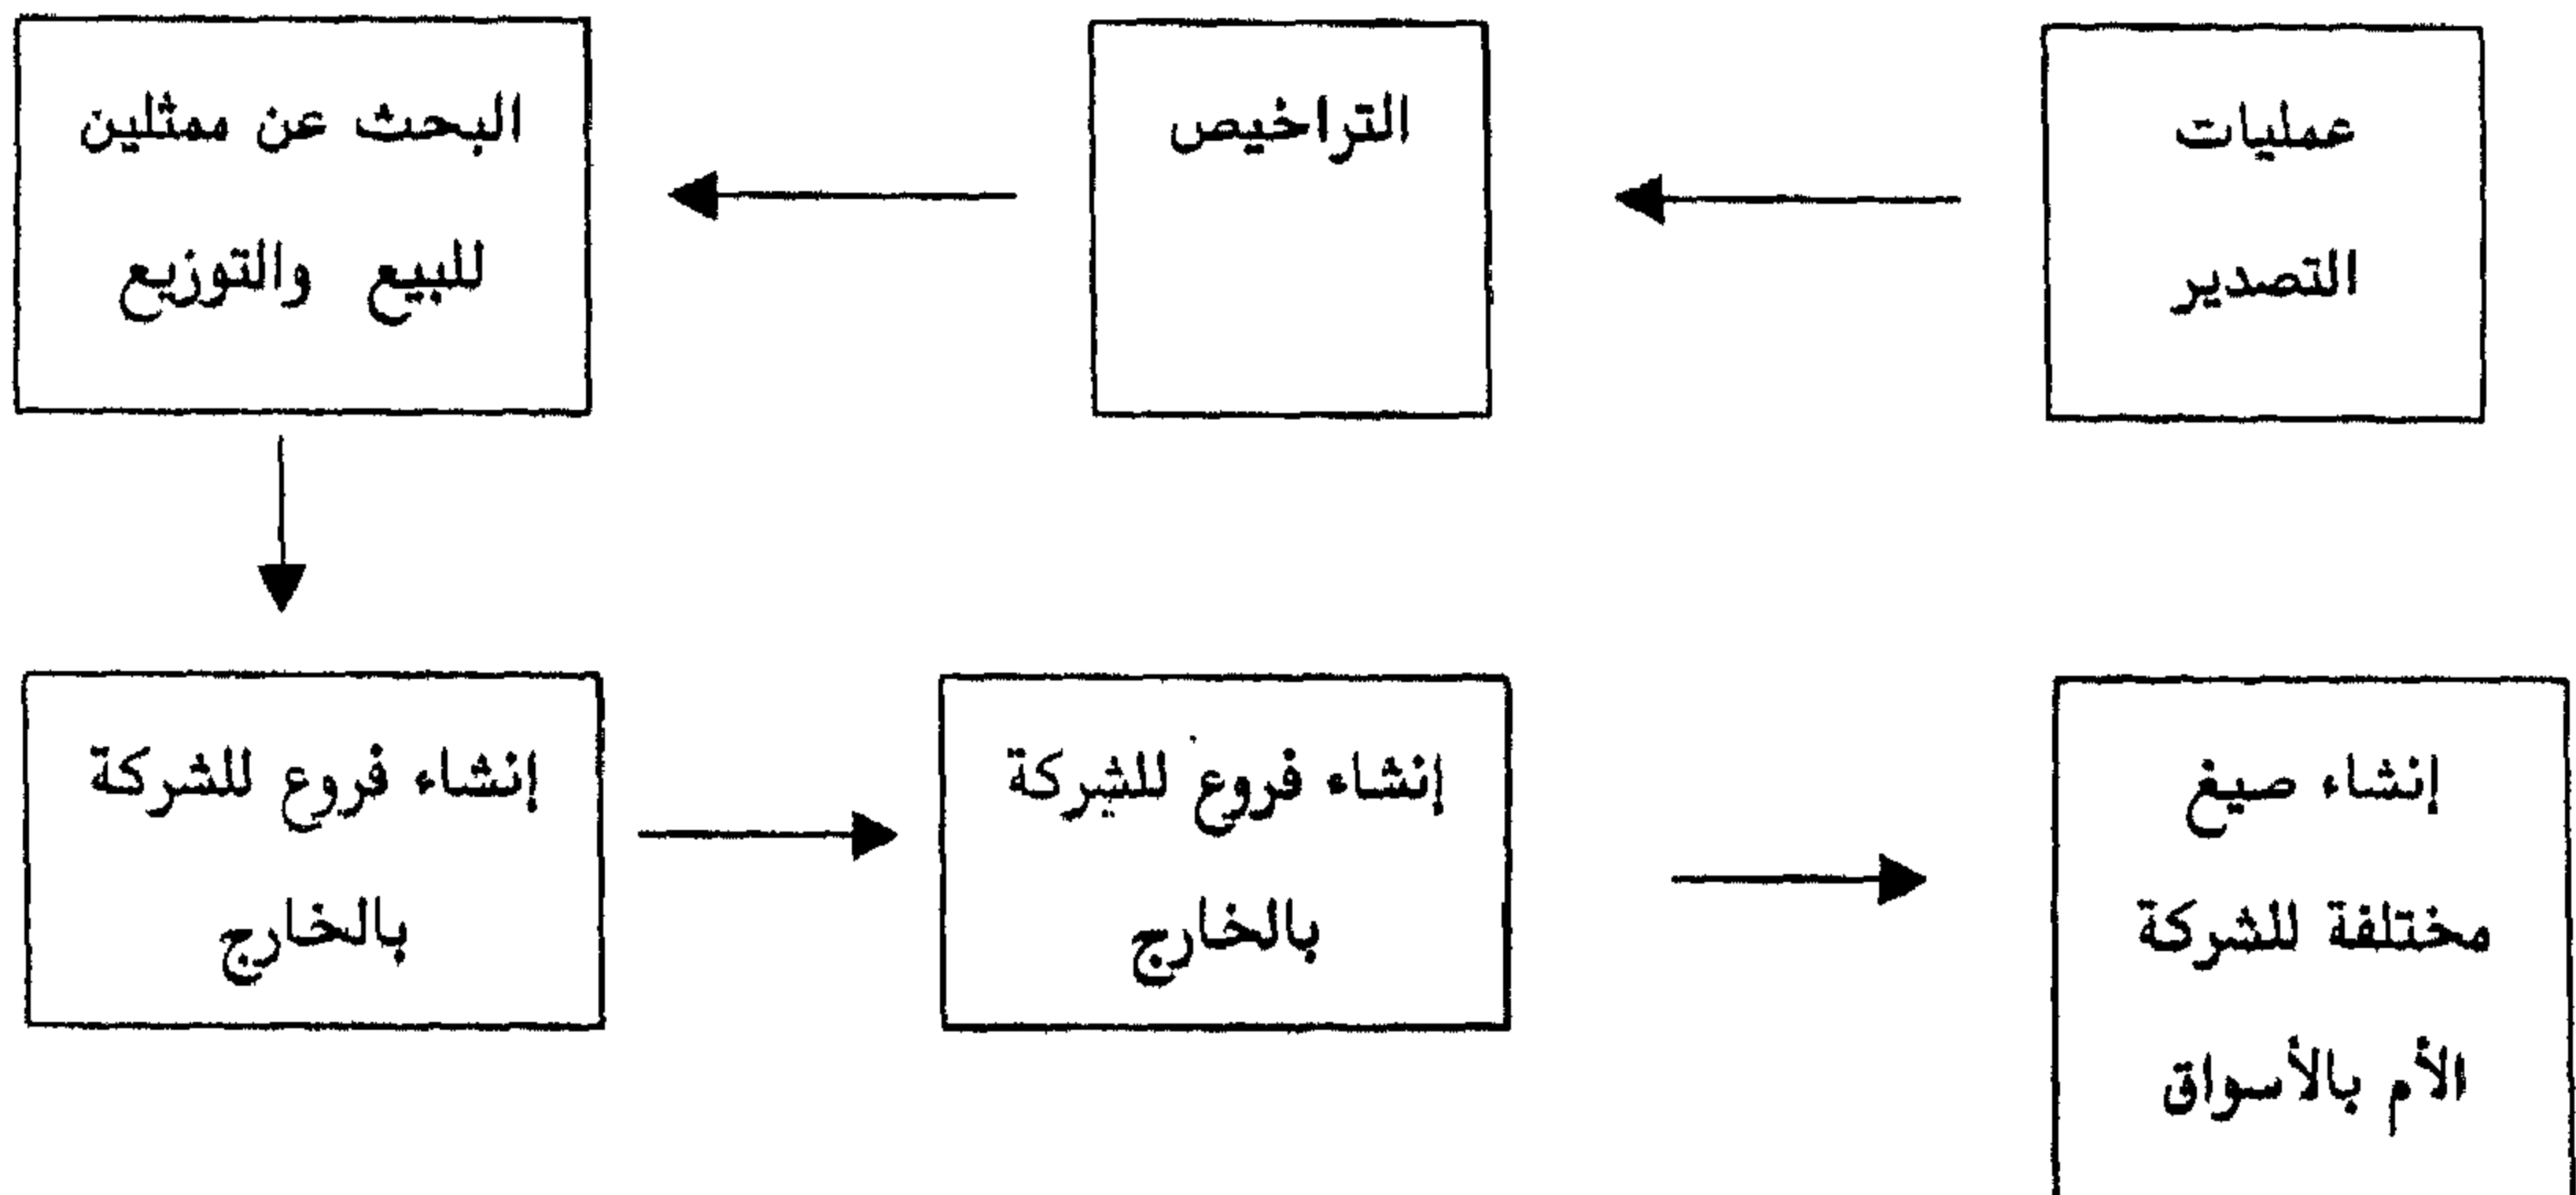 عمليات
التصدير
التراخيص
البحث عن ممثلين
للبيع والتوزيع
إنشاء فروع للشركة
بالخارج
إنشاء فروع للشركة
بالخارج
إنشاء صيغ
مختلفة للشركة
الأم بالأسواق